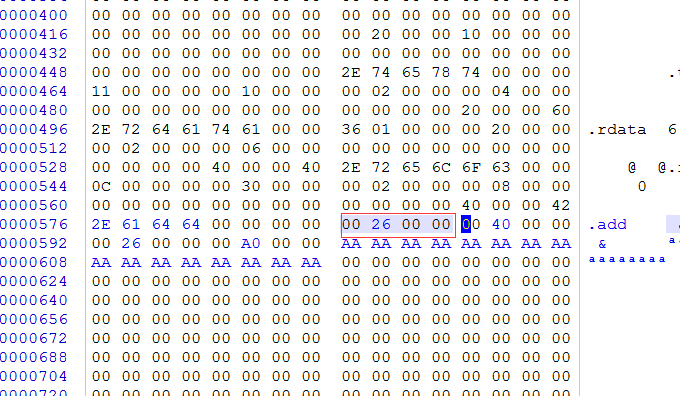 0000400 00 00 00 00 00 00 00 00 00 00 00 00 00 00 00 00
0000416 00 00 00 00 00 00 00 00 00 20 00 00 10 00 00 00
0000432 00 00 00 00 00 00 00 00 00 00 00 00 00 00 00 00
0000448 00 00 00 00 00 00 00 00 2E 74 65 78 74 00 00 00
0000464 11 00 00 00 00 10 00 00 00 02 00 00 00 04 00 00
0000480 00 00 00 00 00 00 00 00 00 00 00 00 20 00 00 60
0000496 2E 72 64 61 74 61 00 00 36 01 00 00 00 20 00 00 .rdata 6
0000512 00 02 00 00 00 06 00 00 00 00 00 00 00 00 00 00
0000528 00 00 00 00 40 00 00 40 2E 72 65 6C 6F 63 00 00 @ @.
0000544 0C 00 00 00 00 30 00 00 00 02 00 00 00 08 00 00 0
0000560 00 00 00 00 00 00 00 00 00 00 00 00 40 00 00 42
0000576 2E 61 64 64 00 00 00 00 00 26 00 00 00 40 00 00 .add
0000592 00 26 00 00 00 A0 00 00 AA AA AA AA AA AA AA AA &
0000608 AA AA AA AA AA AA AA AA 00 00 00 00 00 00 00 00 ªªªªªªªª
0000624 00 00 00 00 00 00 00 00 00 00 00 00 00 00 00 00
0000640 00 00 00 00 00 00 00 00 00 00 00 00 00 00 00 00
0000656 00 00 00 00 00 00 00 00 00 00 00 00 00 00 00 00
0000672 00 00 00 00 00 00 00 00 00 00 00 00 00 00 00 00
0000688 00 00 00 00 00 00 00 00 00 00 00 00 00 00 00 00
0000704 00 00 00 00 00 00 00 00 00 00 00 00 00 00 00 00
0000720 00 00 00 00 00 00 00 00 00 00 00 00 00 00 00 00